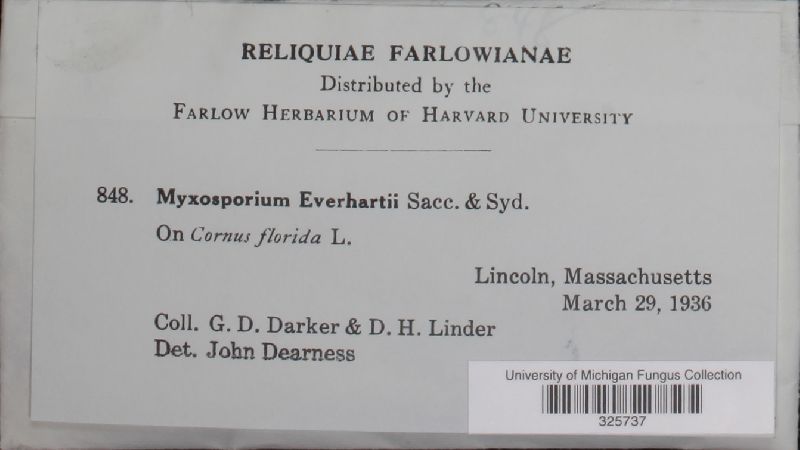 RELIQUIAE FARLOWIANAE
Distributed by the
FARLOW HERBARIUM OF HARVARD UNIVERSITY
848. Myxosporium Everhartii Sacc. & Syd.
On Cornus florida L.
Lincoln, Massachusetts
March 29, 1936
Coll. G. D. Darker & D. H. Linder
Det. John Dearness
University of Michigan Fungus Collection
325737